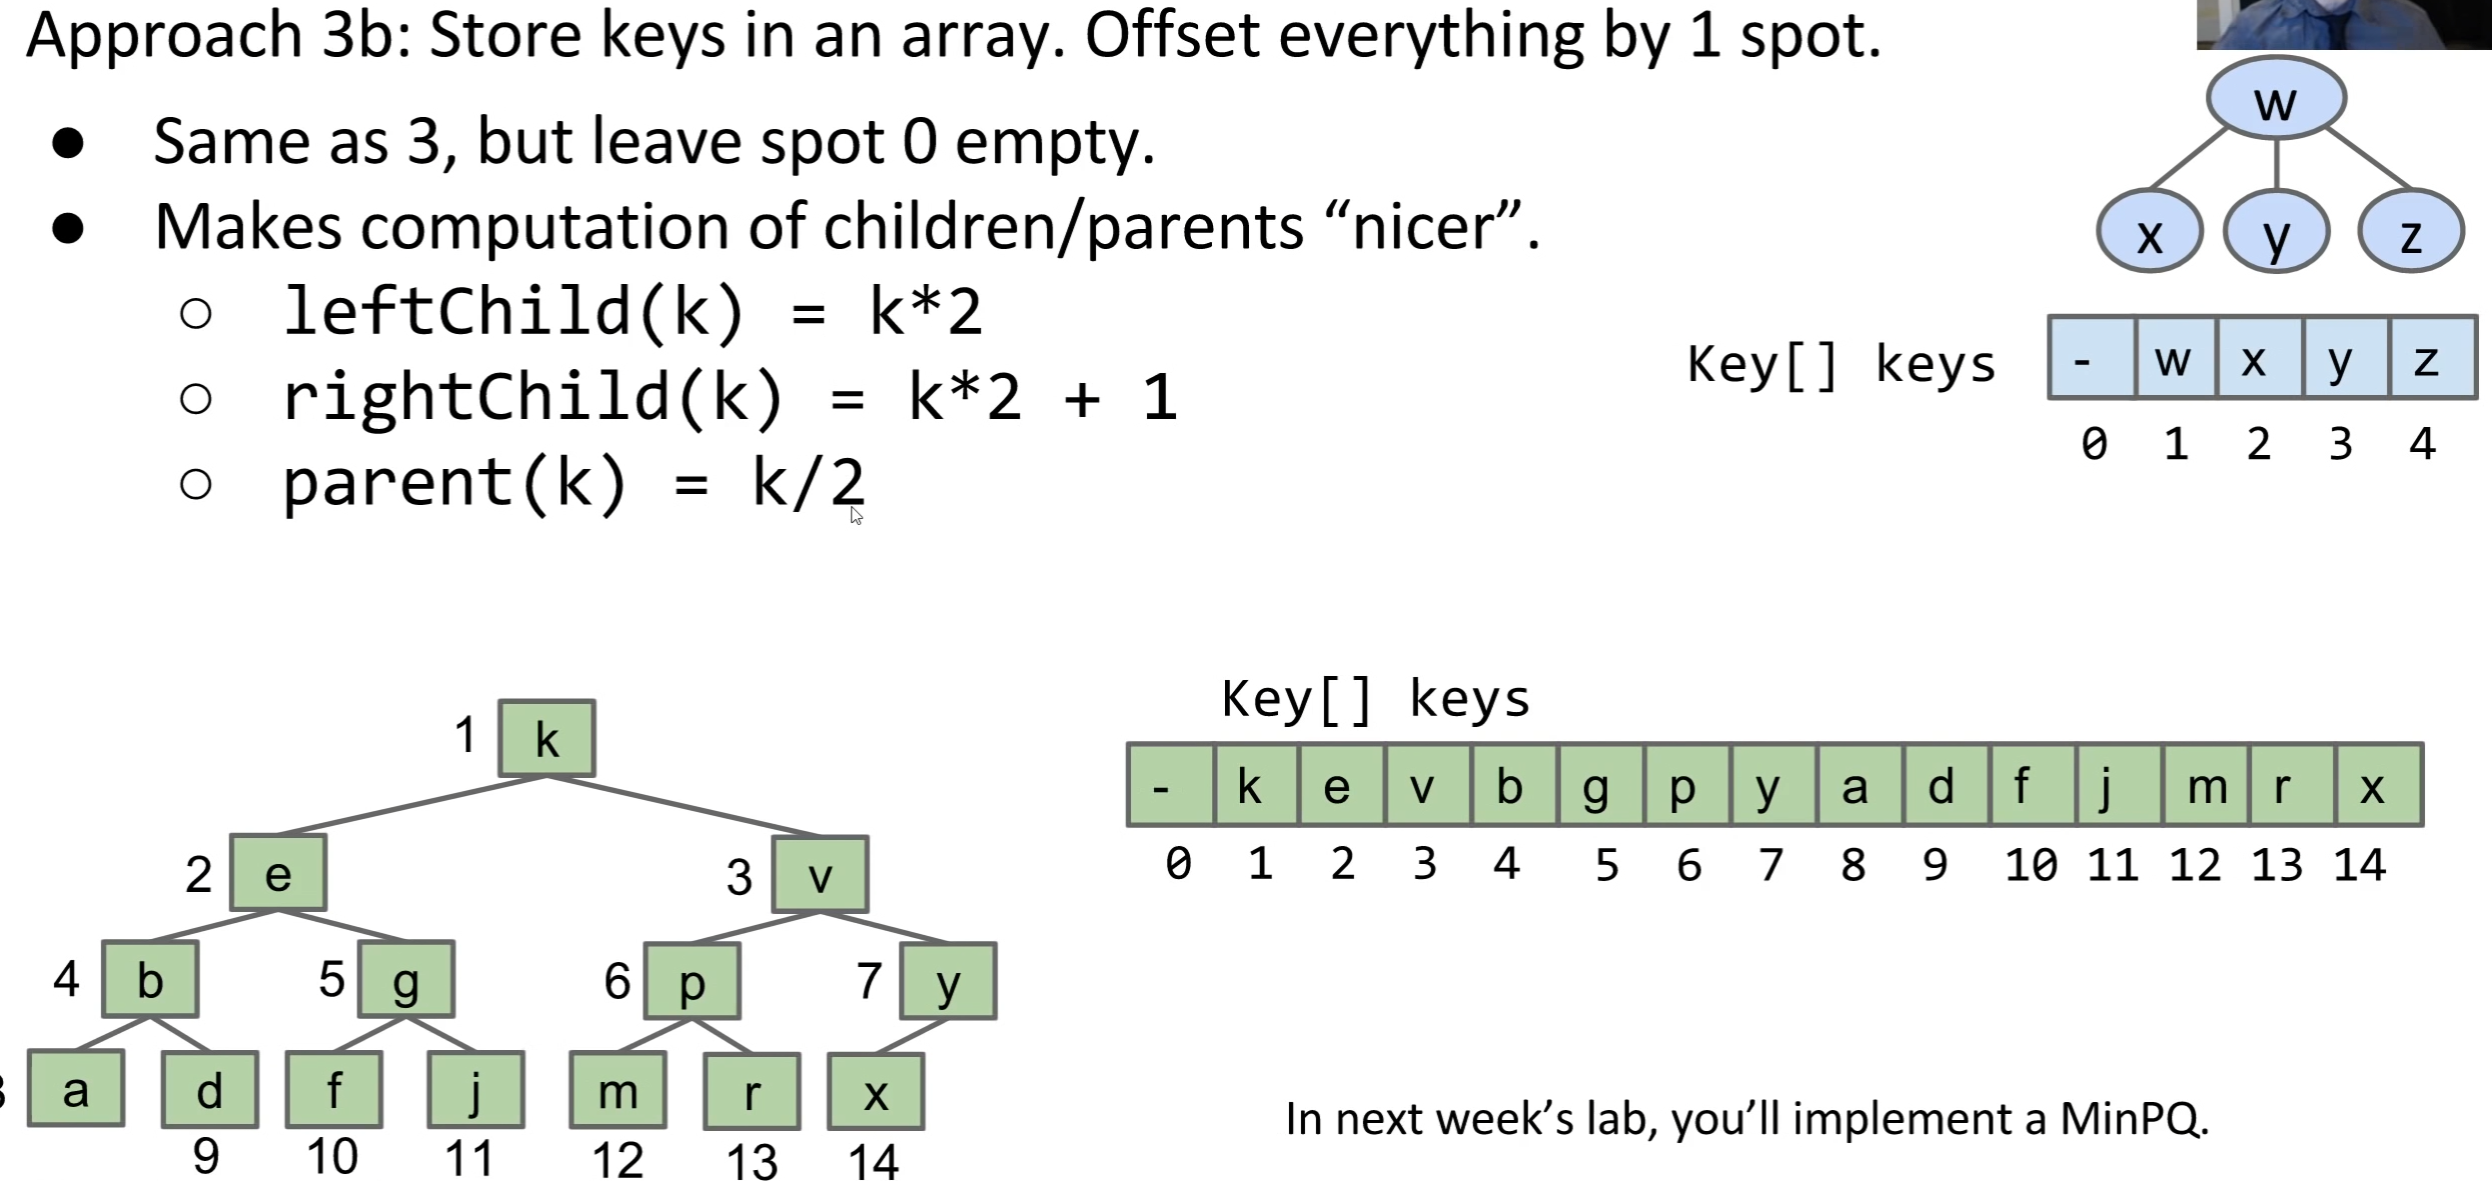 Approach 3b: Store keys in an array. Offset everything by 1 spot.
● Same as 3, but leave spot 0 empty.
● Makes computation of children/parents “nicer”.
○ leftChild(k) = k*2
○ rightChild(k) = k*2 + 1
○ parent(k) = k/2
w
x y z
Key[] keys - w x y z
0 1 2 3 4
1 k
2 e 3 v
4 b 5 g 6 p 7 y
a d f j m r x
9 10 11 12 13 14
Key[] keys
- k e v b g p y a d f j m r x
0 1 2 3 4 5 6 7 8 9 10 11 12 13 14
In next week’s lab, you’ll implement a MinPQ.